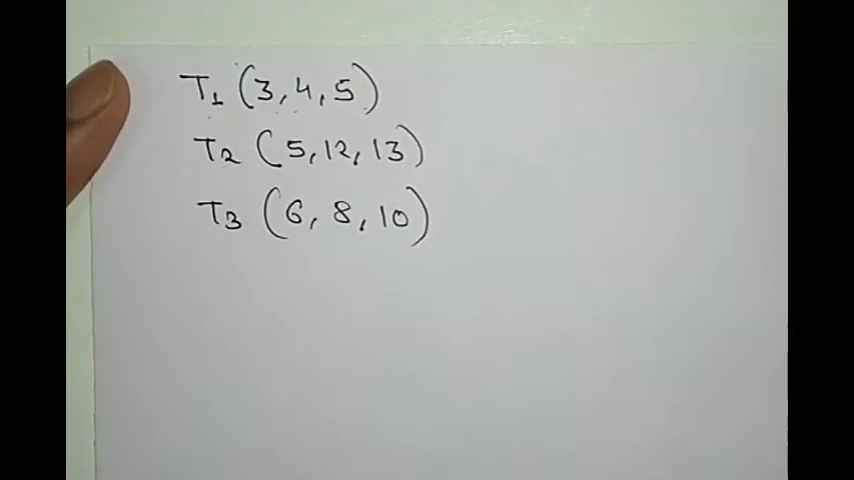 T1 (3, 4, 5)
T2 (5, 12, 13)
T3 (6, 8, 10)